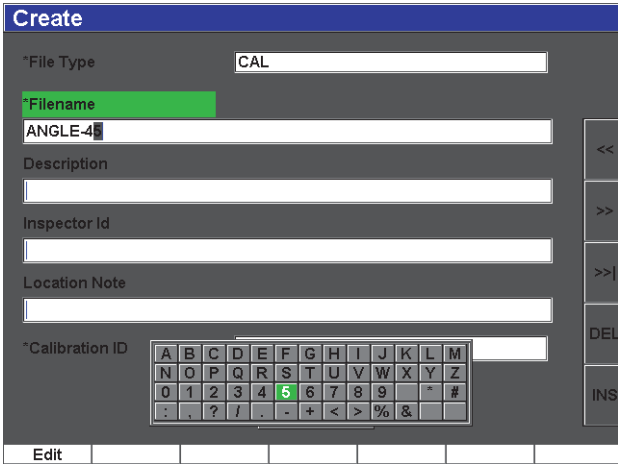 Create
*File Type CAL
*Filename
ANGLE-45
<<
Description
>>
Inspector Id
>>|
Location Note
DEL
*Calibration ID
A B C D E F G H I J K L M
N O P Q R S T U V W X Y Z
0 1 2 3 4 5 6 7 8 9 * #
INS
: , ? / . - + < > % &
Edit